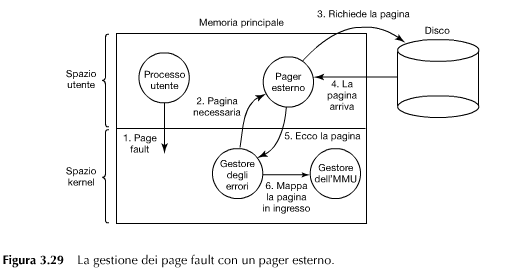 3. Richiede la pagina
Memoria principale
Disco
Spazio
utente
Processo
utente
Pager
esterno
2. Pagina
necessaria
4. La
pagina
arriva
1. Page
fault
5. Ecco la pagina
Spazio
kernel
Gestore
degli
errori
Gestore
dell'MMU
6. Mappa
la pagina
in ingresso
Figura 3.29 La gestione dei page fault con un pager esterno.